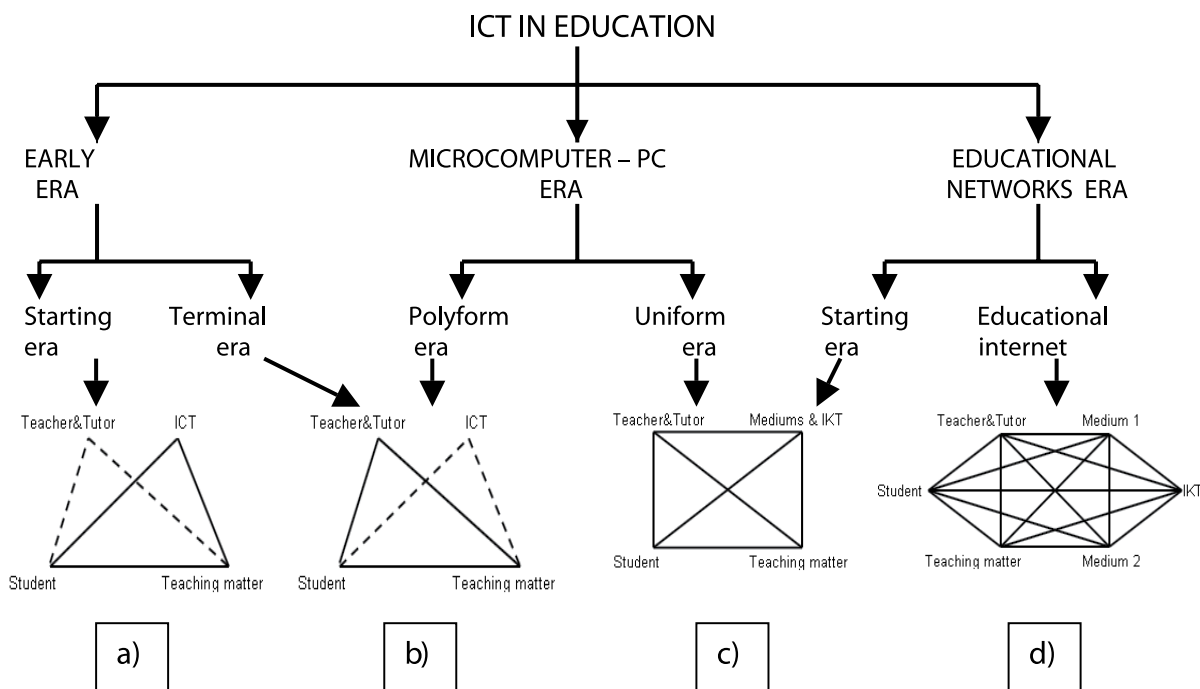 ICT IN EDUCATION
EARLY
ERA
MICROCOMPUTER – PC
ERA
EDUCATIONAL
NETWORKS ERA
Starting
era
Terminal
era
Polyform
era
Uniform
era
Starting
era
Educational
internet
Teacher&Tutor
ICT
Student
Teaching matter
a)
Teacher&Tutor
ICT
Student
Teaching matter
b)
Teacher&Tutor
Mediums & IKT
Student
Teaching matter
c)
Teacher&Tutor
Medium 1
Student
IKT
Teaching matter
Medium 2
d)